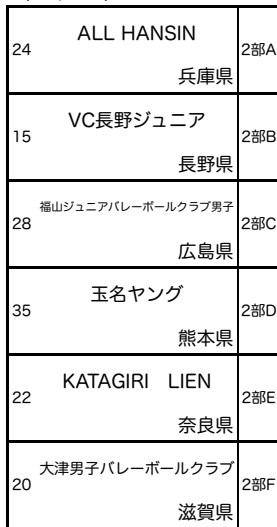 ALL HANSIN
24
2部A
兵庫県
VC長野ジュニア
15
2部B
長野県
福山ジュニアバレーボールクラブ男子
28
2部C
広島県
玉名ヤング
35
2部D
熊本県
KATAGIRI　LIEN
22
2部E
奈良県
大津男子バレーボールクラブ
20
2部F
滋賀県